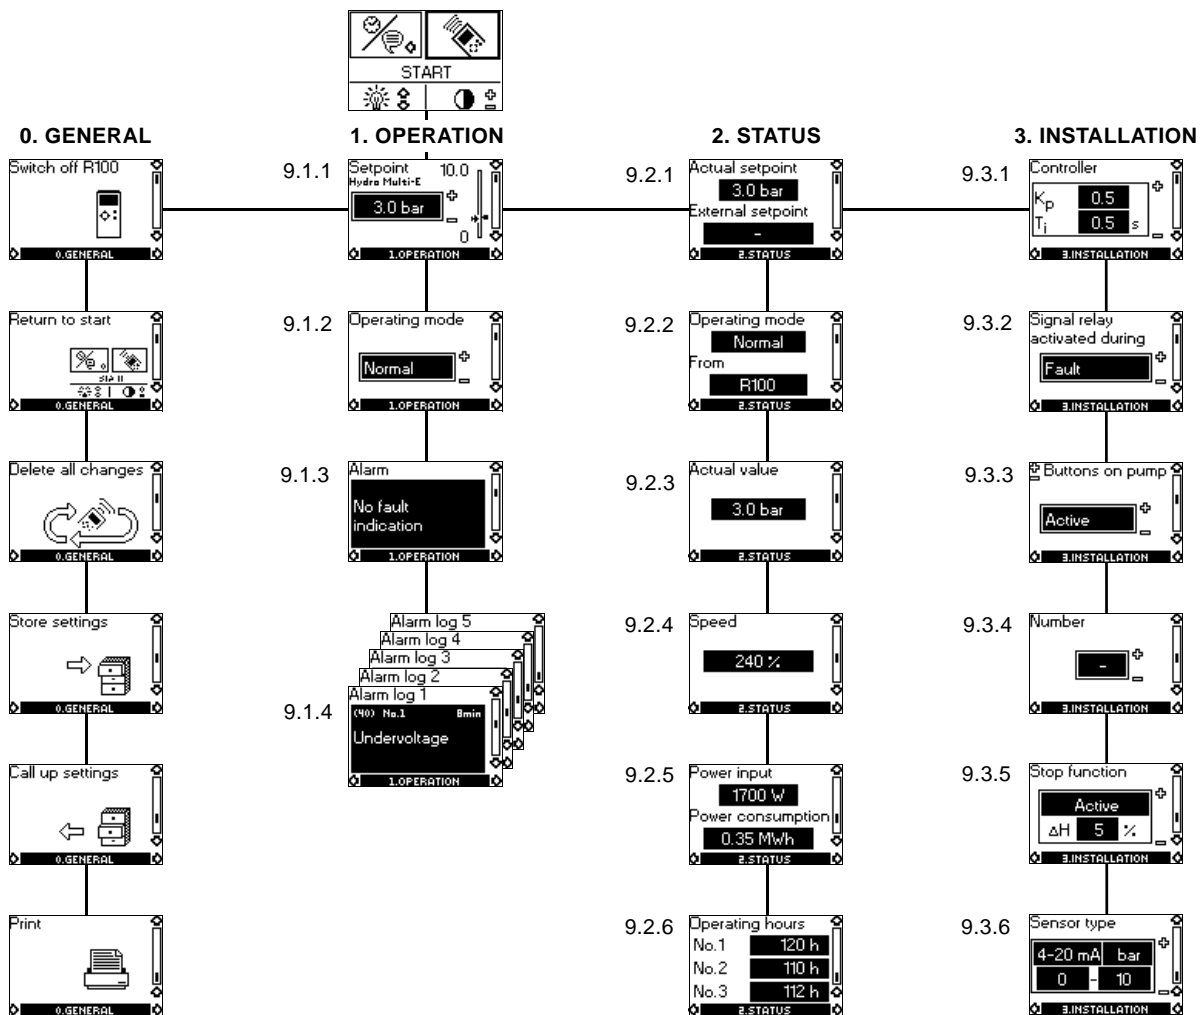 START
0. GENERAL
Switch off R100
0.GENERAL
Return to start
START
0.GENERAL
Delete all changes
0.GENERAL
Store settings
0.GENERAL
Call up settings
0.GENERAL
Print
0.GENERAL
1. OPERATION
9.1.1
Setpoint 10.0
Hydro Multi-E
3.0 bar
0
1.OPERATION
9.1.2
Operating mode
Normal
1.OPERATION
9.1.3
Alarm
No fault
indication
1.OPERATION
Alarm log 5
Alarm log 4
Alarm log 3
Alarm log 2
9.1.4
Alarm log 1
(40) No.1 8min
Undervoltage
1.OPERATION
2. STATUS
9.2.1
Actual setpoint
3.0 bar
External setpoint
-
2.STATUS
9.2.2
Operating mode
Normal
From
R100
2.STATUS
9.2.3
Actual value
3.0 bar
2.STATUS
9.2.4
Speed
240 %
2.STATUS
9.2.5
Power input
1700 W
Power consumption
0.35 MWh
2.STATUS
9.2.6
Operating hours
No.1 120 h
No.2 110 h
No.3 112 h
2.STATUS
3. INSTALLATION
9.3.1
Controller
Kp 0.5
Ti 0.5 s
3.INSTALLATION
9.3.2
Signal relay
activated during
Fault
3.INSTALLATION
9.3.3
Buttons on pump
Active
3.INSTALLATION
9.3.4
Number
-
3.INSTALLATION
9.3.5
Stop function
Active
ΔH 5 %
3.INSTALLATION
9.3.6
Sensor type
4-20 mA bar
0 - 10
3.INSTALLATION